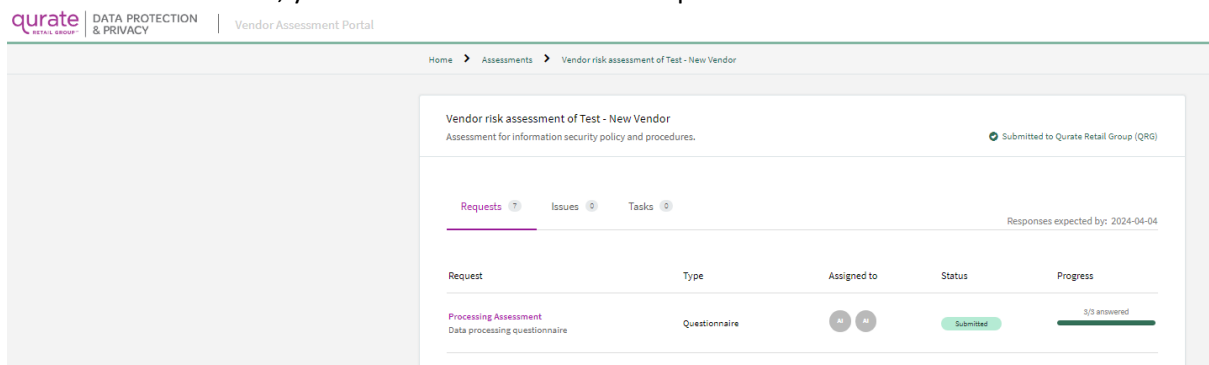 qurate
RETAIL GROUP
DATA PROTECTION
& PRIVACY
Vendor Assessment Portal
Home > Assessments > Vendor risk assessment of Test - New Vendor
Vendor risk assessment of Test - New Vendor
Assessment for information security policy and procedures.
Submitted to Qurate Retail Group (QRG)
Requests ? Issues 0 Tasks 0
Responses expected by: 2024-04-04
Request Type Assigned to Status Progress
Processing Assessment
Data processing questionnaire
Questionnaire
AI AI
Submitted
answered